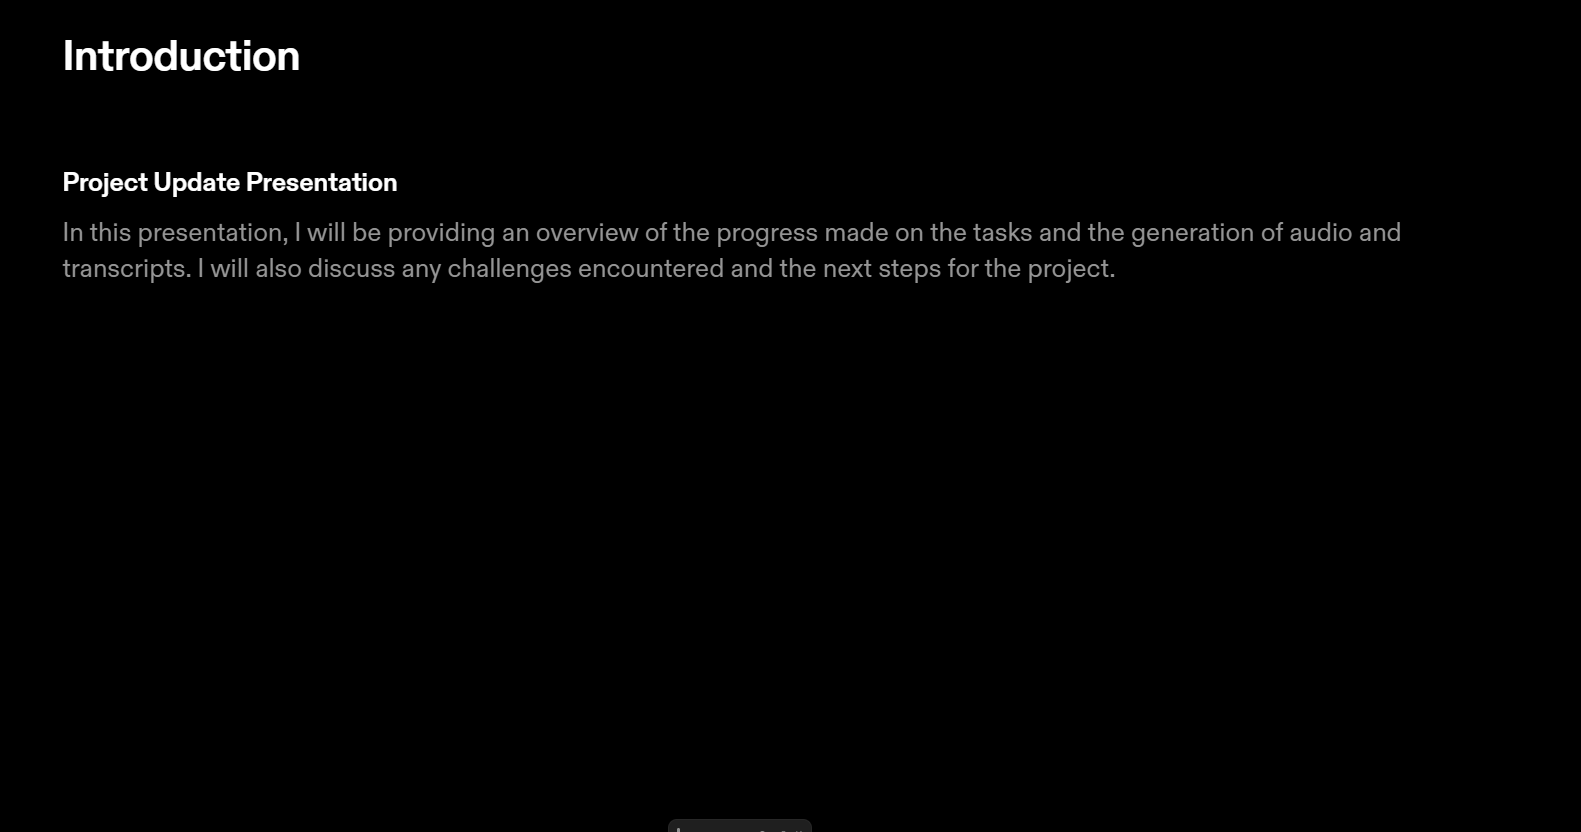 Introduction
Project Update Presentation
In this presentation, I will be providing an overview of the progress made on the tasks and the generation of audio and
transcripts. I will also discuss any challenges encountered and the next steps for the project.